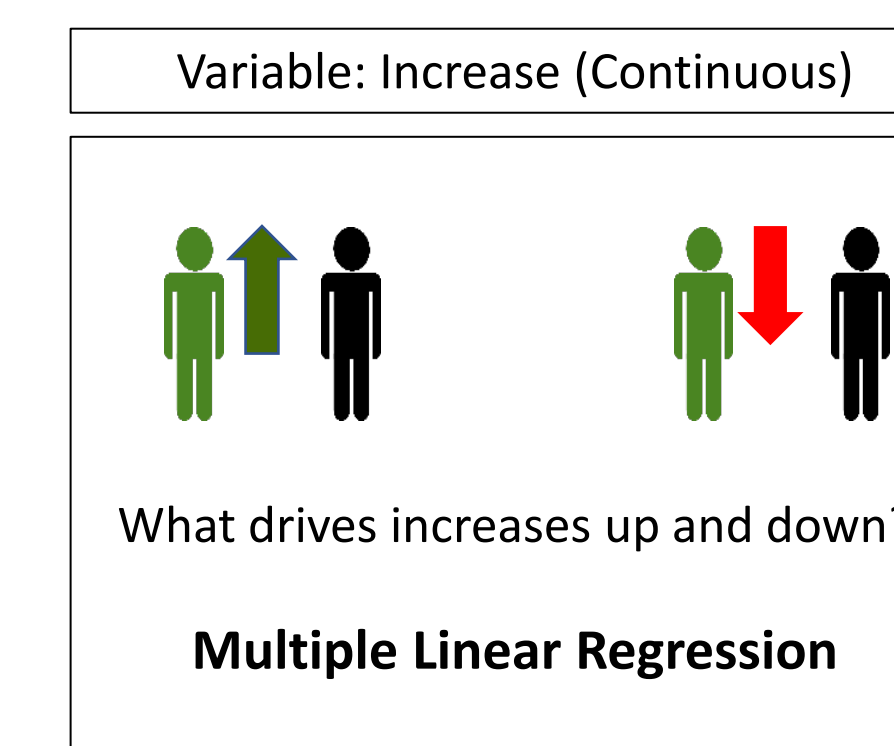 Variable: Increase (Continuous)
What drives increases up and down?
Multiple Linear Regression